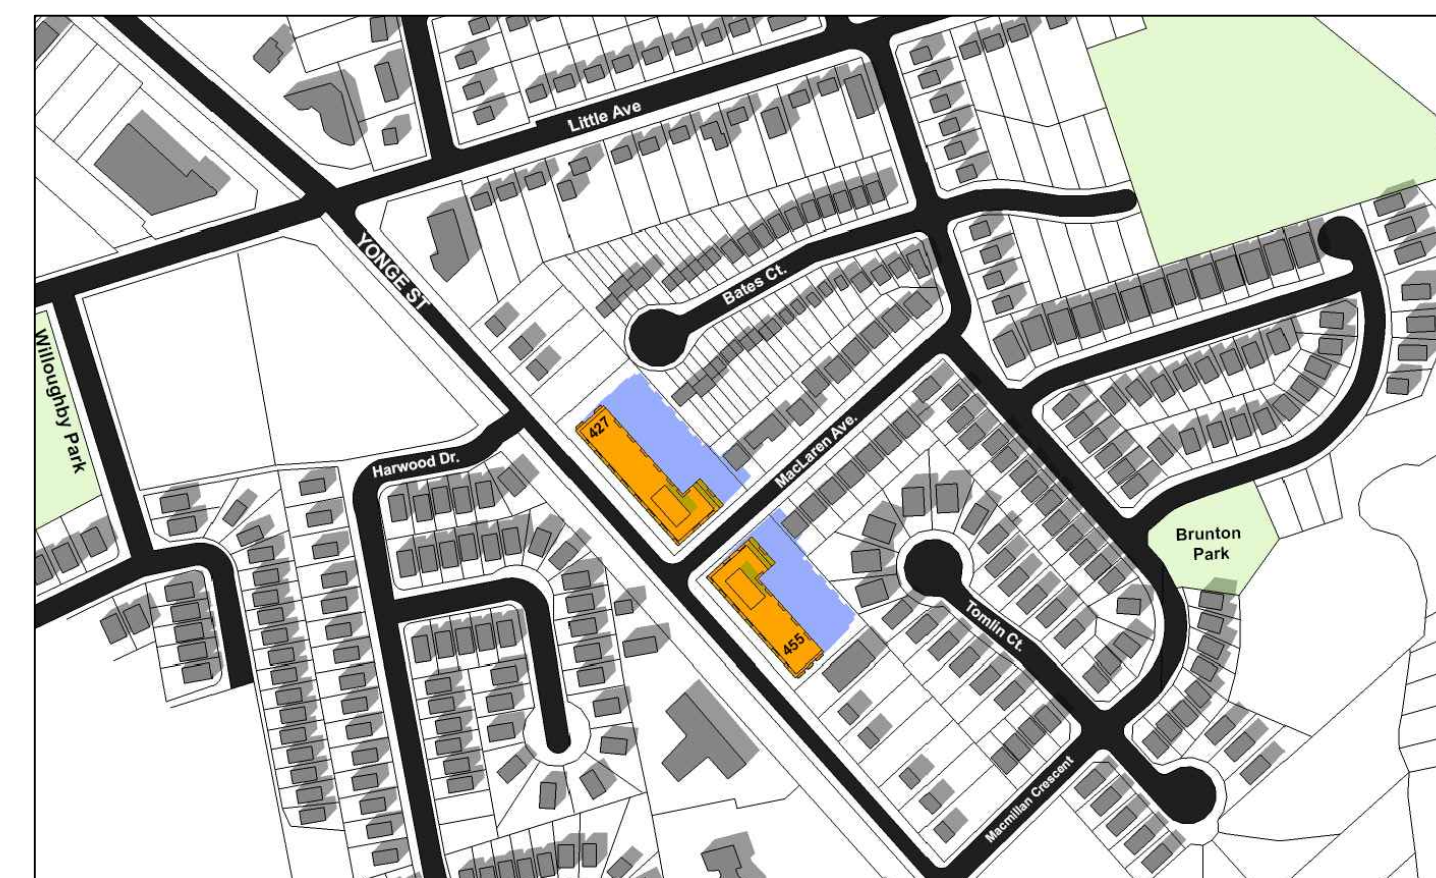 Little Ave
YONGE ST
Bates Ct.
Willoughby Park
427
MacLaren Ave.
Harwood Dr.
Brunton
Park
455
Tomlin Ct.
Macmillan Crescent